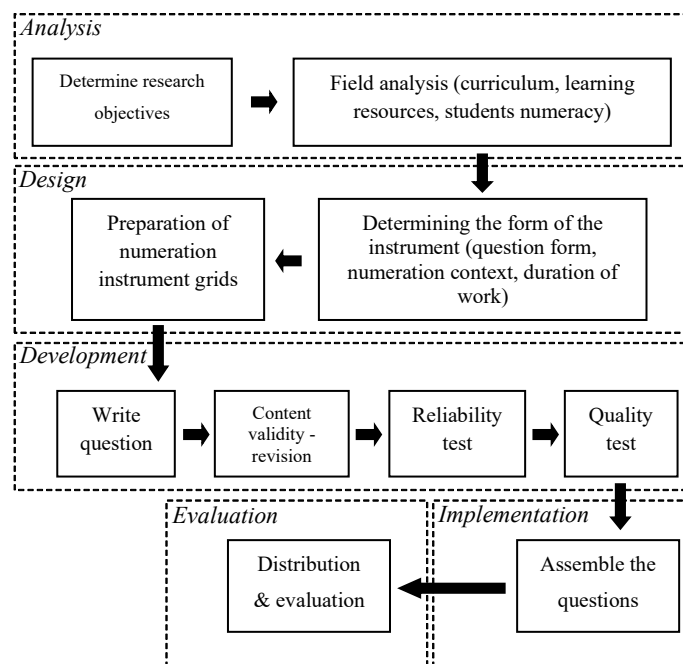 Analysis
Determine research
objectives
Field analysis (curriculum, learning
resources, students numeracy)
Design
Preparation of
numeration
instrument grids
Determining the form of the
instrument (question form,
numeration context, duration of
work)
Development
Write
question
Content
validity -
revision
Reliability
test
Quality
test
Evaluation
Distribution
& evaluation
Implementation
Assemble the
questions